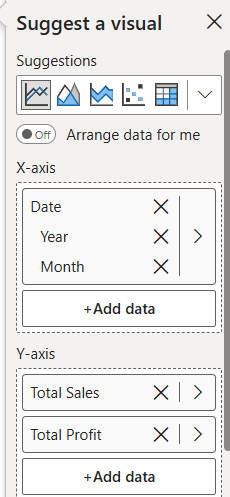 Suggest a visual
Suggestions
Off
Arrange data for me
X-axis
Date
Year
Month
+Add data
Y-axis
Total Sales
Total Profit
+Add data